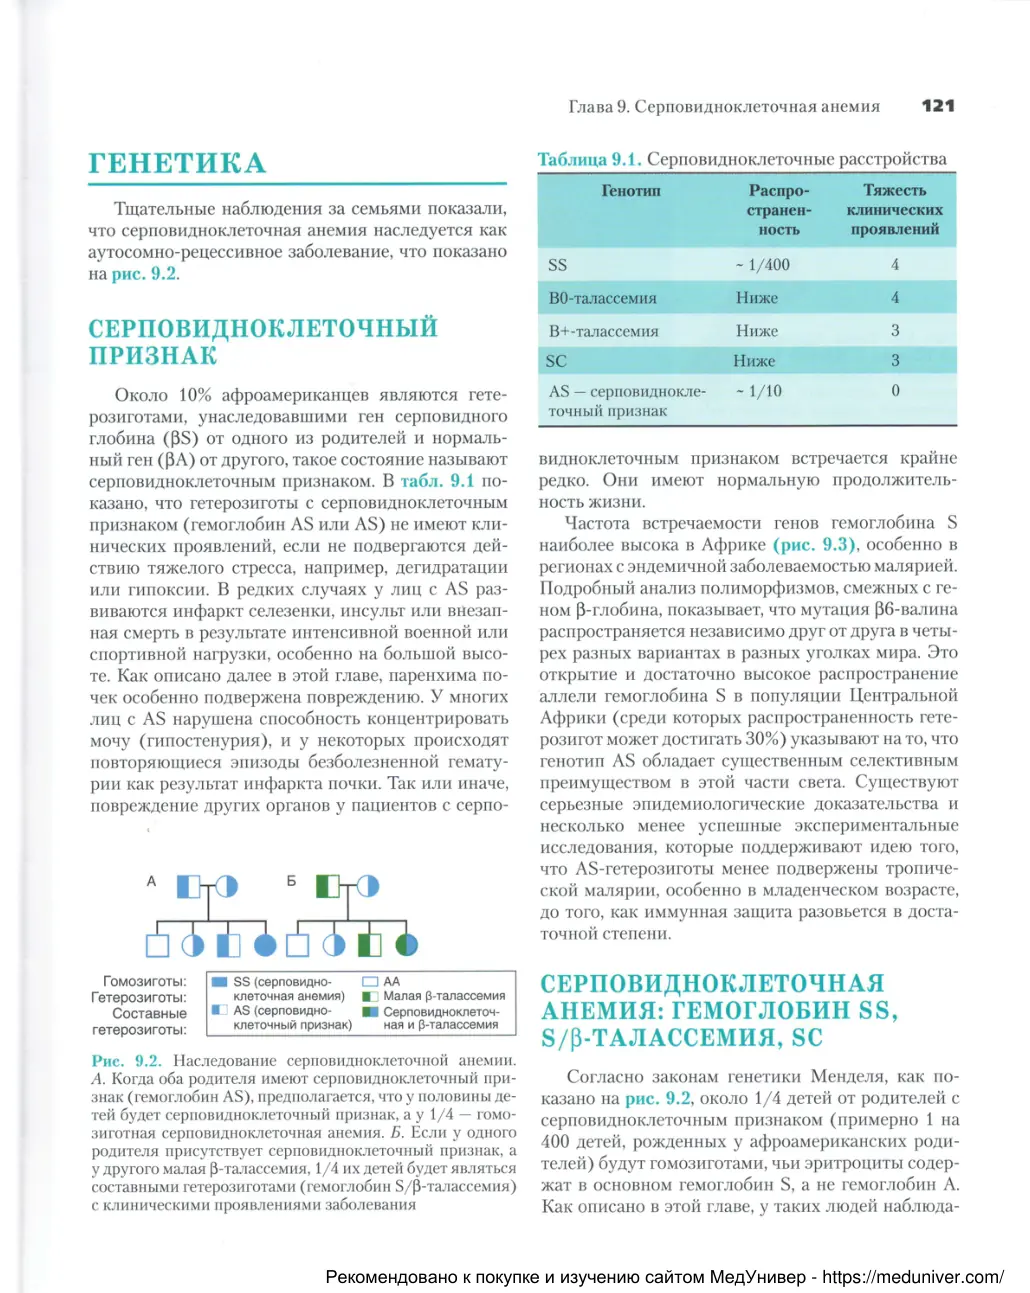 Глава 9. Серповидноклеточная анемия 121
ГЕНЕТИКА
Тщательные наблюдения за семьями показали,
что серповидноклеточная анемия наследуется как
аутосомно-рецессивное заболевание, что показано
на рис. 9.2.
СЕРПОВИДНОКЛЕТОЧНЫЙ
ПРИЗНАК
Около 10% афроамериканцев являются гете-
розиготами, унаследовавшими ген серповидного
глобина (βS) от одного из родителей и нормаль-
ный ген (βA) от другого, такое состояние называют
серповидноклеточным признаком. В табл. 9.1 по-
казано, что гетерозиготы с серповидноклеточным
признаком (гемоглобин AS или AS) не имеют кли-
нических проявлений, если не подвергаются дей-
ствию тяжелого стресса, например, дегидратации
или гипоксии. В редких случаях у лиц с AS раз-
виваются инфаркт селезенки, инсульт или внезап-
ная смерть в результате интенсивной военной или
спортивной нагрузки, особенно на большой высо-
те. Как описано далее в этой главе, паренхима по-
чек особенно подвержена повреждению. У многих
лиц с AS нарушена способность концентрировать
мочу (гипостенурия), и у некоторых происходят
повторяющиеся эпизоды безболезненной гемату-
рии как результат инфаркта почки. Так или иначе,
повреждение других органов у пациентов с серпо-
А Б
Гомозиготы:
Гетерозиготы:
Составные
гетерозиготы:
SS (серповидно-
клеточная анемия)
AS (серповидно-
клеточный признак)
AA
Малая β-талассемия
Серповидноклеточ-
ная и β-талассемия
Рис. 9.2. Наследование серповидноклеточной анемии.
А. Когда оба родителя имеют серповидноклеточный при-
знак (гемоглобин AS), предполагается, что у половины де-
тей будет серповидноклеточный признак, а у 1/4 — гомо-
зиготная серповидноклеточная анемия. Б. Если у одного
родителя присутствует серповидноклеточный признак, а
у другого малая β-талассемия, 1/4 их детей будет являться
составными гетерозиготами (гемоглобин S/β-талассемия)
с клиническими проявлениями заболевания
Таблица 9.1. Серповидноклеточные расстройства
Генотип Распро- Тяжесть
странен- клинических
ность проявлений
SS ~ 1/400 4
B0-талассемия Ниже 4
B+-талассемия Ниже 3
SC Ниже 3
AS — серповиднокле- ~ 1/10 0
точный признак
видноклеточным признаком встречается крайне
редко. Они имеют нормальную продолжитель-
ность жизни.
Частота встречаемости генов гемоглобина S
наиболее высока в Африке (рис. 9.3), особенно в
регионах с эндемичной заболеваемостью малярией.
Подробный анализ полиморфизмов, смежных с ге-
ном β-глобина, показывает, что мутация β6-валина
распространяется независимо друг от друга в четы-
рех разных вариантах в разных уголках мира. Это
открытие и достаточно высокое распространение
аллели гемоглобина S в популяции Центральной
Африки (среди которых распространенность гете-
розигот может достигать 30%) указывают на то, что
генотип AS обладает существенным селективным
преимуществом в этой части света. Существуют
серьезные эпидемиологические доказательства и
несколько менее успешные экспериментальные
исследования, которые поддерживают идею того,
что AS-гетерозиготы менее подвержены тропиче-
ской малярии, особенно в младенческом возрасте,
до того, как иммунная защита разовьется в доста-
точной степени.
СЕРПОВИДНОКЛЕТОЧНАЯ
АНЕМИЯ: ГЕМОГЛОБИН SS,
S/β-ТАЛАССЕМИЯ, SC
Согласно законам генетики Менделя, как по-
казано на рис. 9.2, около 1/4 детей от родителей с
серповидноклеточным признаком (примерно 1 на
400 детей, рожденных у афроамериканских роди-
телей) будут гомозиготами, чьи эритроциты содер-
жат в основном гемоглобин S, а не гемоглобин A.
Как описано в этой главе, у таких людей наблюда-
Рекомендовано к покупке и изучению сайтом МедУнивер - https://meduniver.com/